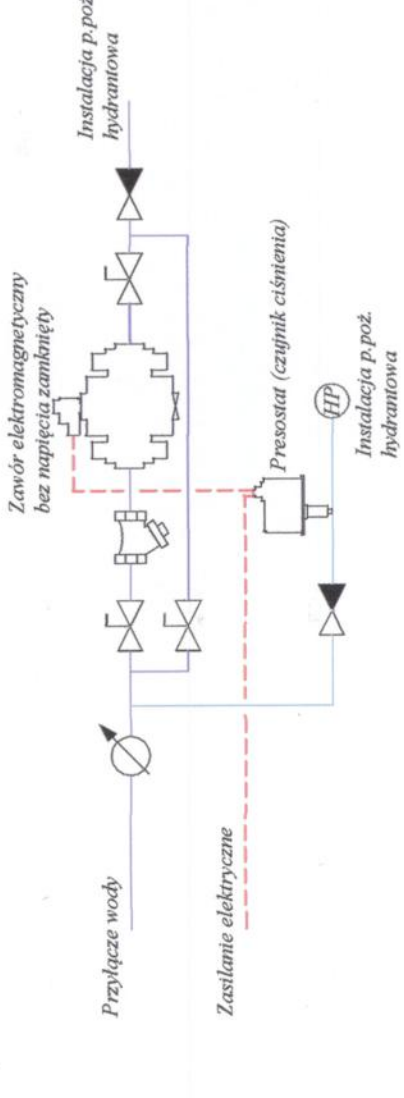 Zawór elektromagnetyczny
bez napięcia zamknięty
Instalacja p.poż
hydrantowa
Przyłącze wody
Presostat (czujnik ciśnienia)
HP
Zasilanie elektryczne
Instalacja p.poż.
hydrantowa